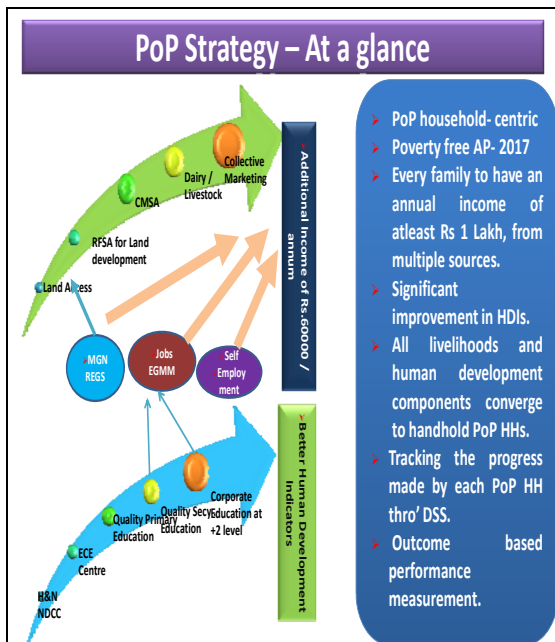 PoP Strategy – At a glance
Collective
Marketing
Dairy /
Livestock
CMSA
RFSA for Land
development
Land Access
Additional Income of Rs.60000 /
annum
MGN
REGS
Jobs
EGMM
Self
Employ
ment
Better Human Development
Indicators
Corporate
Education at
+2 level
Quality Secy
Education
Quality Primary
Education
ECE
Centre
H&N
NDCC
PoP household- centric
Poverty free AP- 2017
Every family to have an
annual income of
atleast Rs 1 Lakh, from
multiple sources.
Significant
improvement in HDIs.
All livelihoods and
human development
components converge
to handhold PoP HHs.
Tracking the progress
made by each PoP HH
thro’ DSS.
Outcome based
performance
measurement.